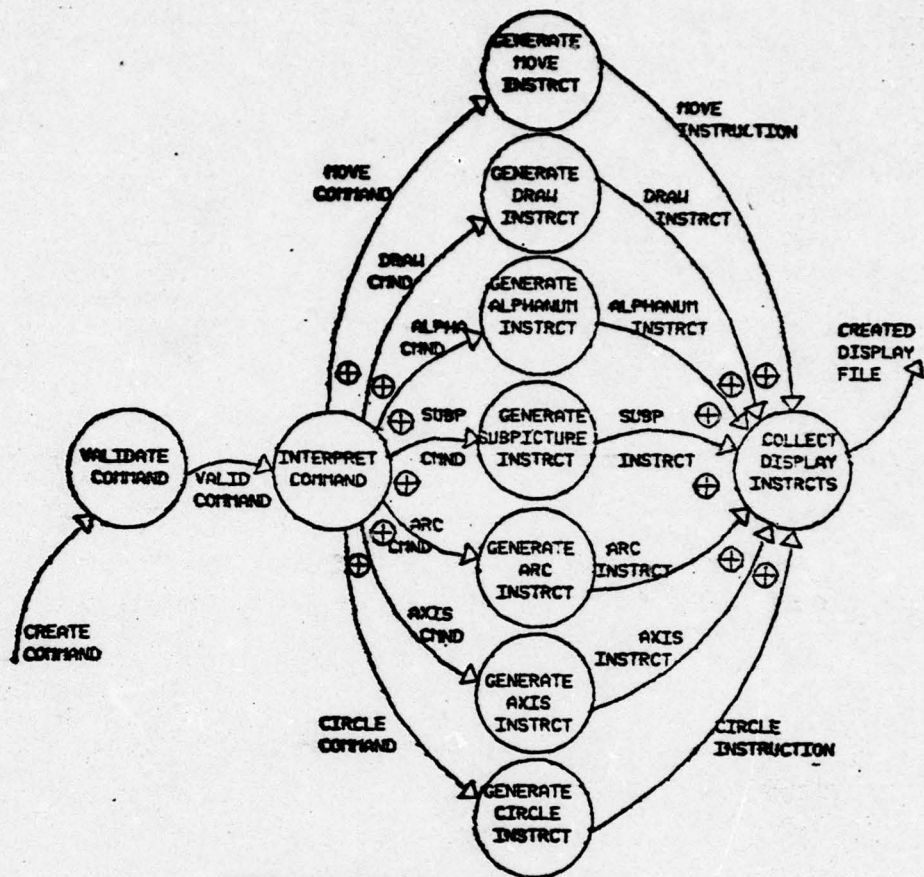 GENERATE
MOVE
INSTRCT
MOVE
INSTRUCTION
MOVE
COMMAND
GENERATE
DRAW
INSTRCT
DRAW
INSTRCT
DRAW
CMND
GENERATE
ALPHANUM
INSTRCT
ALPHANUM
INSTRCT
ALPHA
CMND
CREATED
DISPLAY
FILE
SUBP
CMND
GENERATE
SUBPICTURE
INSTRCT
SUBP
INSTRCT
VALIDATE
COMMAND
VALID
COMMAND
INTERPRET
COMMAND
COLLECT
DISPLAY
INSTRCTS
ARC
CMND
GENERATE
ARC
INSTRCT
ARC
INSTRCT
CREATE
COMMAND
AXIS
CMND
GENERATE
AXIS
INSTRCT
AXIS
INSTRCT
CIRCLE
COMMAND
GENERATE
CIRCLE
INSTRCT
CIRCLE
INSTRUCTION